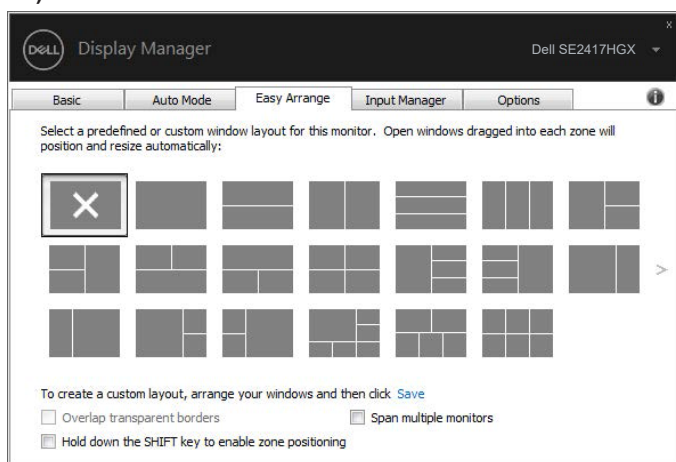 x
DELL Display Manager Dell SE2417HGX
Basic Auto Mode Easy Arrange Input Manager Options
Select a predefined or custom window layout for this monitor. Open windows dragged into each zone will
position and resize automatically:
>
To create a custom layout, arrange your windows and then click Save
Overlap transparent borders Span multiple monitors
Hold down the SHIFT key to enable zone positioning